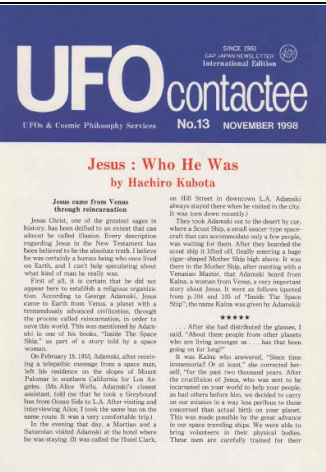 SINCE 1961
GAP JAPAN NEWSLETTER
International Edition
UFO contactee
UFOs & Cosmic Philosophy Services
No.13 NOVEMBER 1998
Jesus : Who He Was
by Hachiro Kubota
Jesus came from Venus
through reincarnation
Jesus Christ, one of the greatest sages in
history, has been deified to an extent that can
almost be called illusion. Every description
regarding Jesus in the New Testament has
been believed to be the absolute truth. I believe
he was certainly a human being who once lived
on Earth, and I can't help speculating about
what kind of man he really was.
First of all, it is certain that he did not
appear here to establish a religious organiza-
tion. According to George Adamski, Jesus
came to Earth from Venus, a planet with a
tremendously advanced civilization, through
the process called reincarnation, in order to
save this world. This was mentioned by Adam-
ski in one of his books, "Inside The Space
Ship," as part of a story told by a space
woman.
On February 18, 1953, Adamski, after receiv-
ing a telepathic message from a space man,
left his residence on the slopes of Mount
Palomar in southern California for Los An-
geles. (Ms.Alice Wells, Adamski's closest
assistant, told me that he took a Greyhound
bus from Ocean Side to L.A. After visiting and
interviewing Alice, I took the same bus on the
same route. It was a very comfortable trip.)
In the evening that day, a Martian and a
Saturnian visited Adamski at the hotel where
he was staying. (It was called the Hotel Clark,
on Hill Street in downtown L.A. Adamski
always stayed there when he visited in the city.
It was torn down recently.)
They took Adamski out to the desert by car,
where a Scout Ship, a small saucer type space-
craft that can accommodate only a few people,
was waiting for them. After they boarded the
skout ship it lifted off, finally entering a huge
cigar-shaped Mother Ship high above. It was
there in the Mother Ship, after meeting with a
Venusian Master, that Adamski heard from
Kalna, a woman from Venus, a very important
story about Jesus. It went as follows (quoted
from p.104 and 105 of "Inside The Space
Ship"; the name Kalna was given by Adamski):
★★★★★
. . After she had distributed the glasses, I
said, "About these people from other planets
who are living amongst us . . . has that been
going on for long?"
It was Kalna who answered, "Since time
immemorial! Or at least," she corrected her-
self, "for the past two thousand years. After
the crucifixion of Jesus, who was sent to be
incarnated on your world to help your people,
as had others before him, we decided to carry
on our mission in a way less perilous to those
concerned than actual birth on your planet.
This was made possible by the great advance
in our space traveling ships. We were able to
bring volunteers in their physical bodies.
These men are carefully trained for their